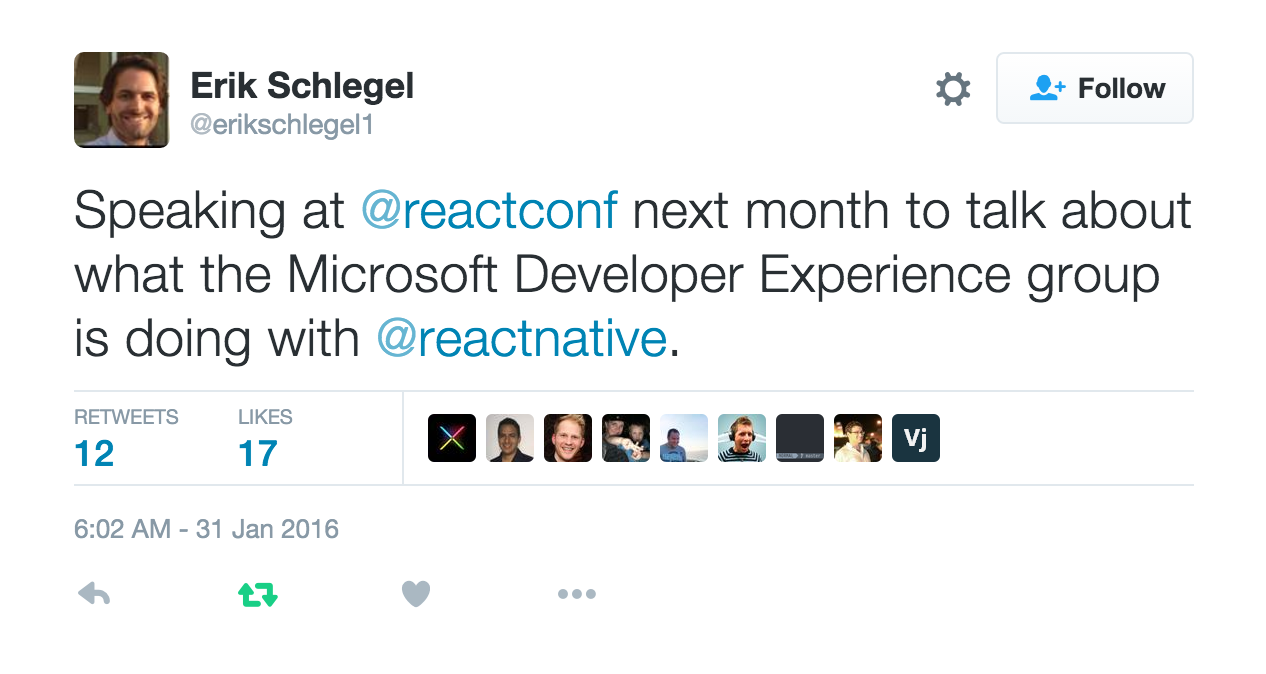 Erik Schlegel
@erikschlegel1
Follow
Speaking at @reactconf next month to talk about
what the Microsoft Developer Experience group
is doing with @reactnative.
RETWEETS LIKES
12 17
Vj
6:02 AM - 31 Jan 2016